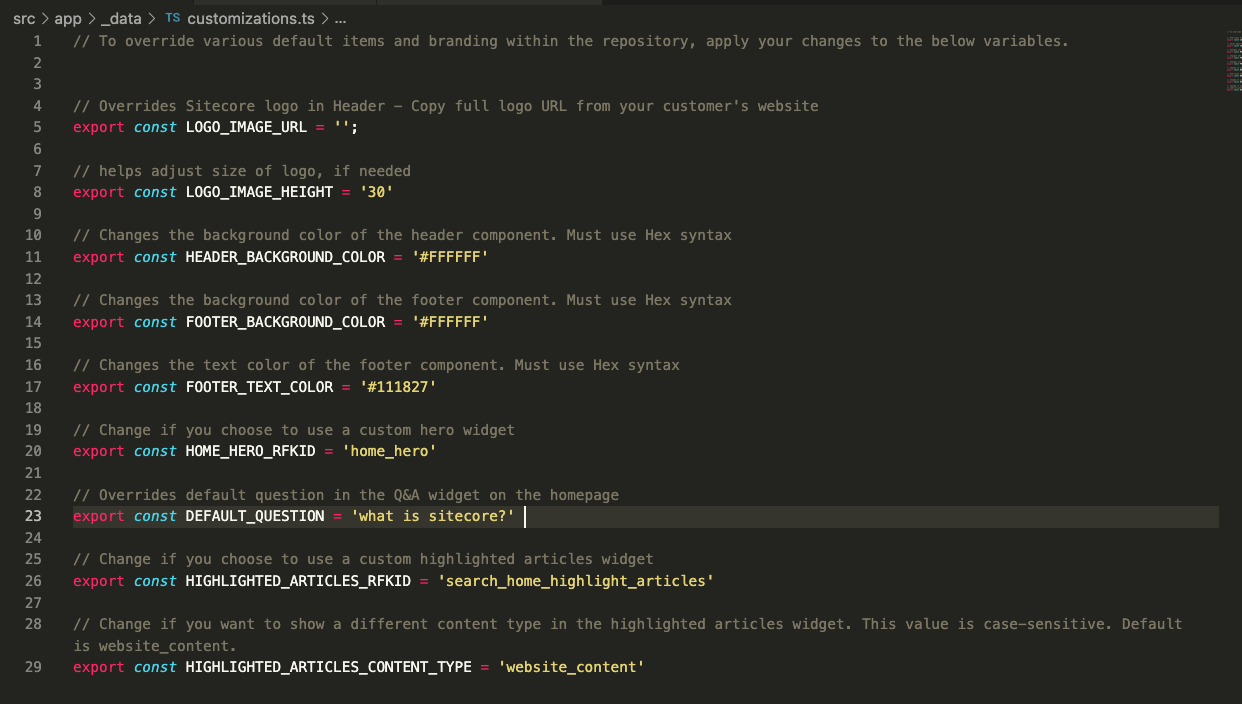 src > app > _data > TS customizations.ts > ...
1 // To override various default items and branding within the repository, apply your changes to the below variables.
2
3
4 // Overrides Sitecore logo in Header – Copy full logo URL from your customer's website
5 export const LOGO_IMAGE_URL = '';
6
7 // helps adjust size of logo, if needed
8 export const LOGO_IMAGE_HEIGHT = '30'
9
10 // Changes the background color of the header component. Must use Hex syntax
11 export const HEADER_BACKGROUND_COLOR = '#FFFFFF'
12
13 // Changes the background color of the footer component. Must use Hex syntax
14 export const FOOTER_BACKGROUND_COLOR = '#FFFFFF'
15
16 // Changes the text color of the footer component. Must use Hex syntax
17 export const FOOTER_TEXT_COLOR = '#111827'
18
19 // Change if you choose to use a custom hero widget
20 export const HOME_HERO_RFKID = 'home_hero'
21
22 // Overrides default question in the Q&A widget on the homepage
23 export const DEFAULT_QUESTION = 'what is sitecore?'
24
25 // Change if you choose to use a custom highlighted articles widget
26 export const HIGHLIGHTED_ARTICLES_RFKID = 'search_home_highlight_articles'
27
28 // Change if you want to show a different content type in the highlighted articles widget. This value is case-sensitive. Default
is website_content.
29 export const HIGHLIGHTED_ARTICLES_CONTENT_TYPE = 'website_content'